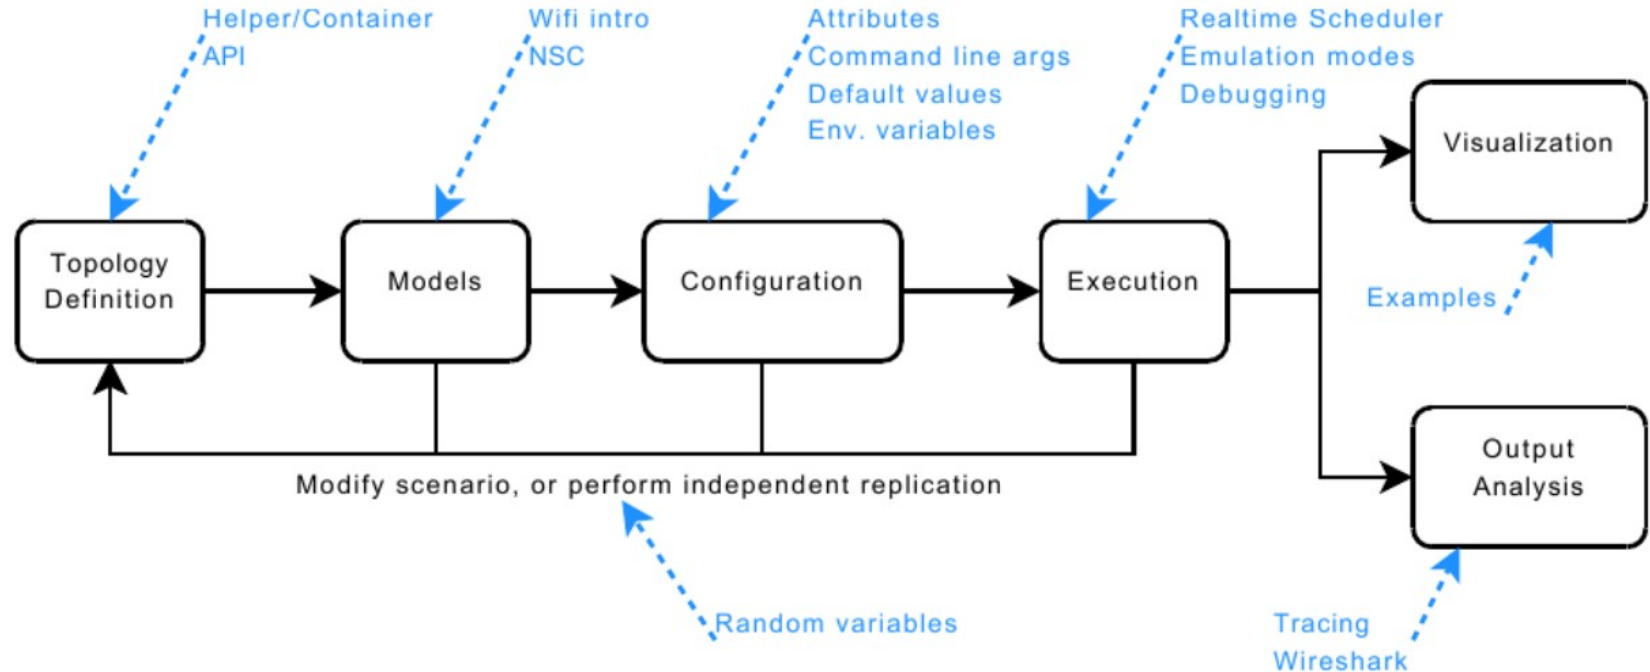 Helper/Container
API
Wifi intro
NSC
Attributes
Command line args
Default values
Env. variables
Realtime Scheduler
Emulation modes
Debugging
Topology
Definition
Models
Configuration
Execution
Visualization
Examples
Output
Analysis
Modify scenario, or perform independent replication
Random variables
Tracing
Wireshark